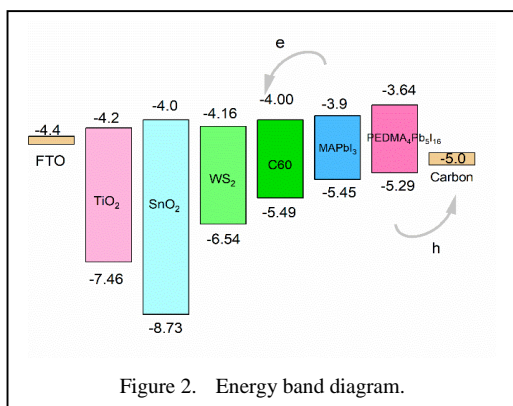 e
-3.64
-4.0
-4.00
-3.9
-4.2
-4.16
-4.4
PEDMA₄Pb₅I₁₆
MAPbI₃
FTO
C60
-5.0
WS₂
Carbon
TiO₂
SnO₂
-5.29
-5.45
-5.49
-6.54
h
-7.46
-8.73
Figure 2. Energy band diagram.